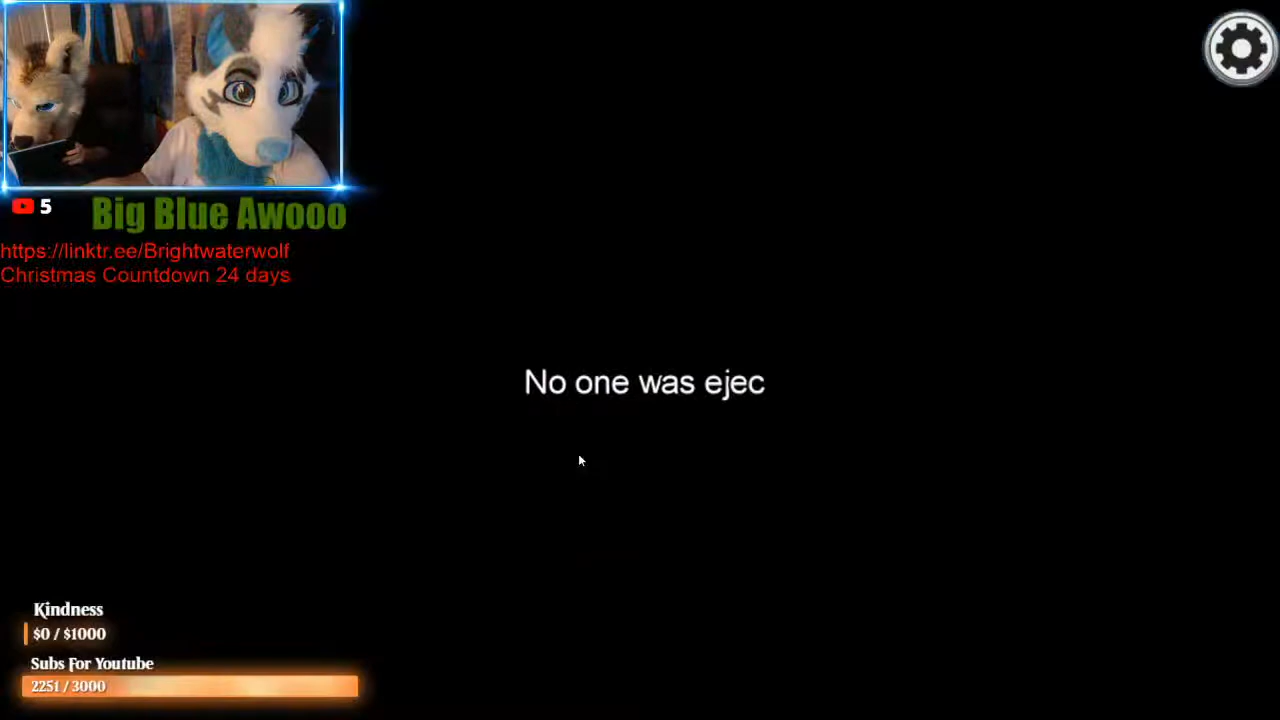 5
Big Blue Awooo
https://linktr.ee/Brightwaterwolf
Christmas Countdown 24 days
No one was ejec
Kindness
$0 / $1000
Subs For Youtube
2251 / 3000